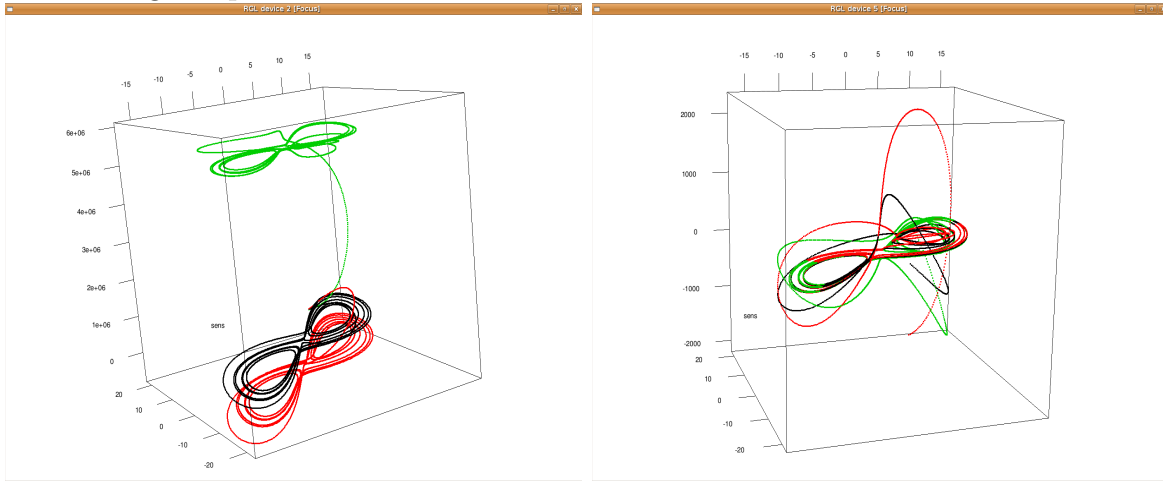 RGL device 2 [Focus]
-15 -10 -5 0 5 10 15
6e+06
5e+06
4e+06
3e+06
2e+06
1e+06
0
sens
20
10
0
-10
-20
RGL device 5 [Focus]
-15 -10 -5 0 5 10 15
2000
1000
0
-1000
-2000
sens
20
10
0
-10
-20